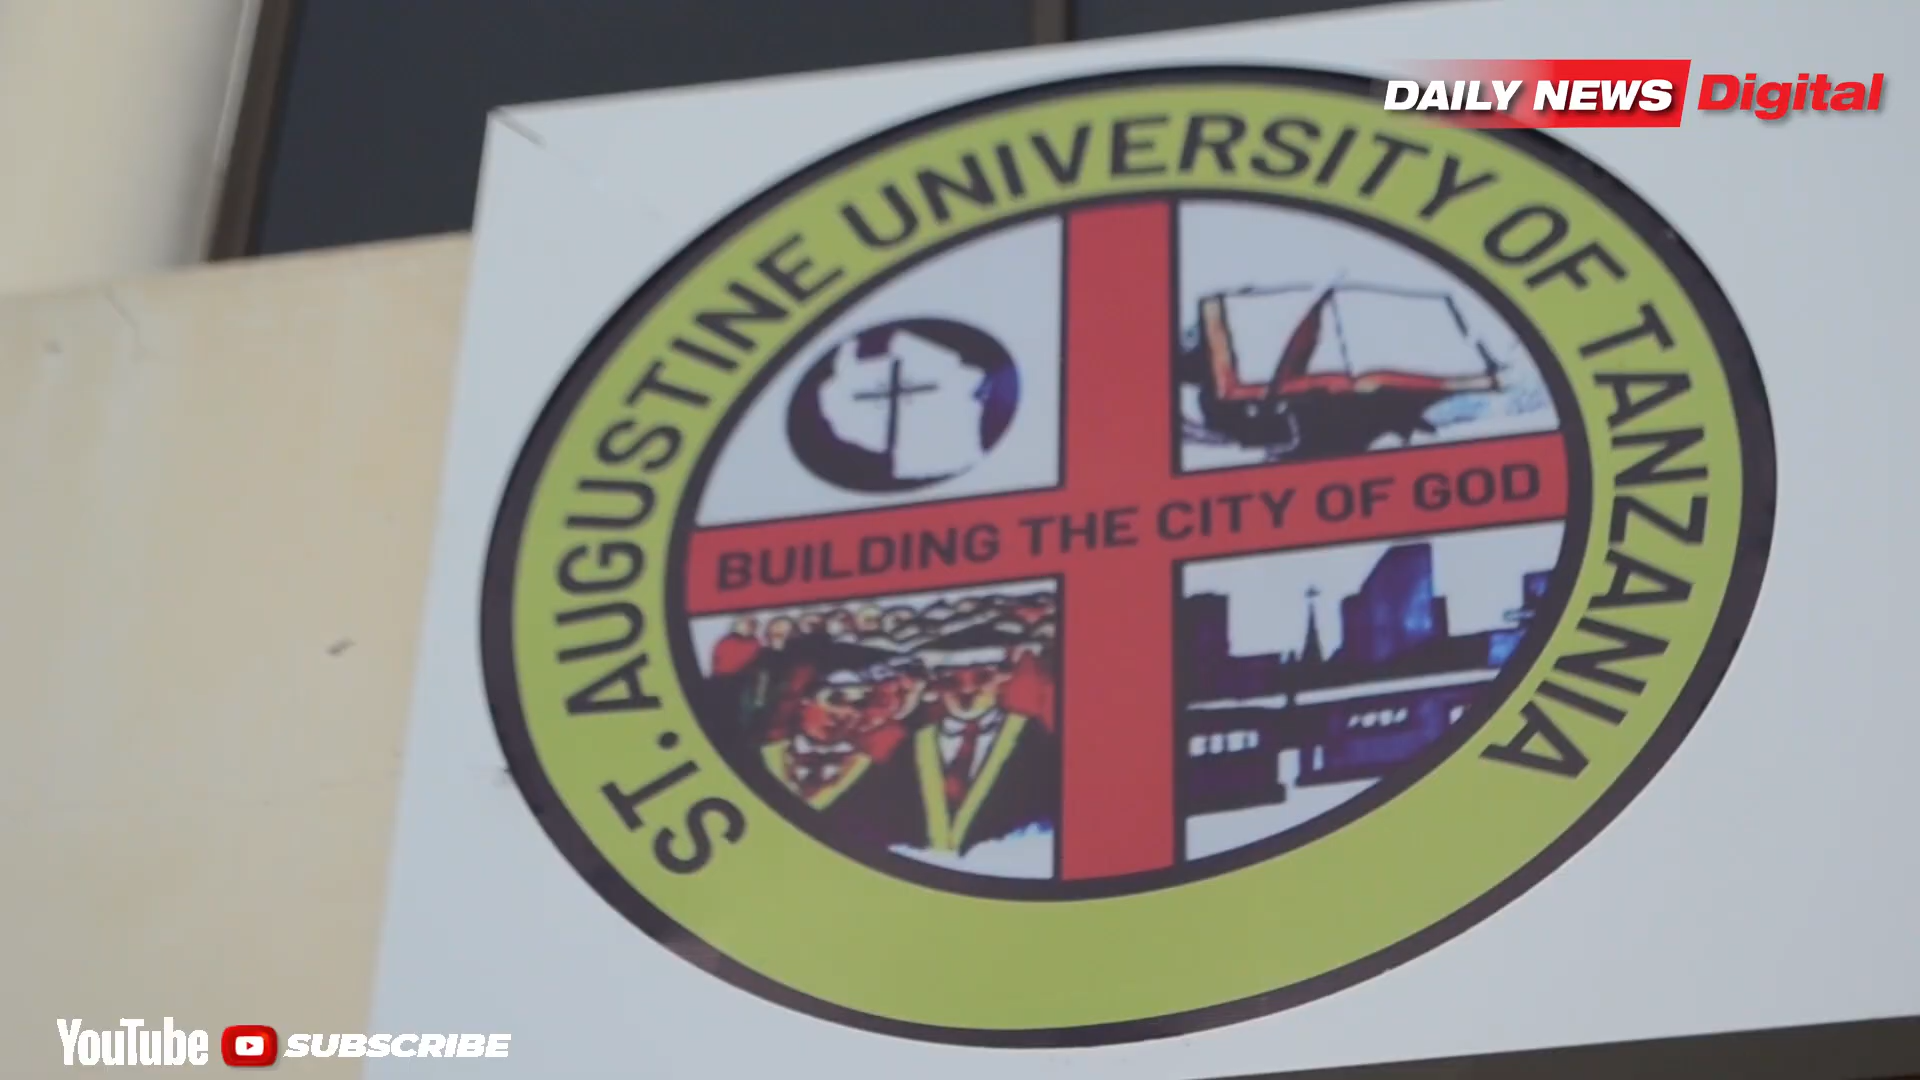 DAILY NEWS Digital
ST. AUGUSTINE UNIVERSITY OF TANZANIA
BUILDING THE CITY OF GOD
YouTube SUBSCRIBE